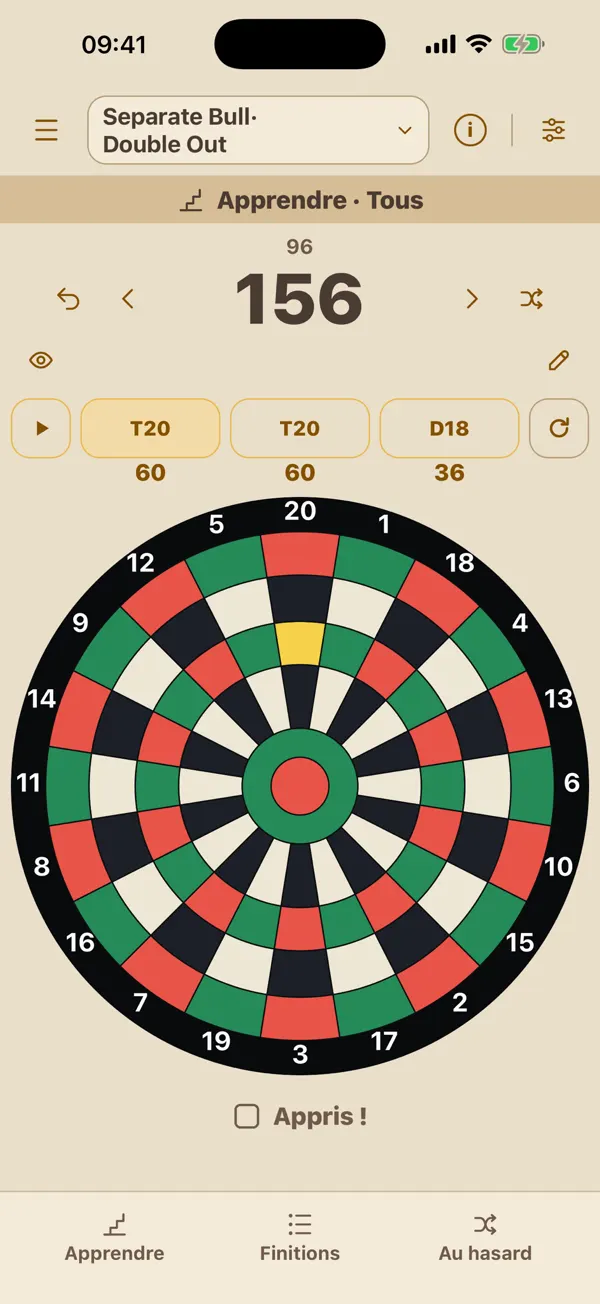 09:41
Separate Bull·
Double Out
Apprendre · Tous
96
156
T20 T20 D18
60 60 36
20
5 1
12 18
9 4
14 13
11 6
8 10
16 15
7 2
19 17
3
Appris !
Apprendre Finitions Au hasard